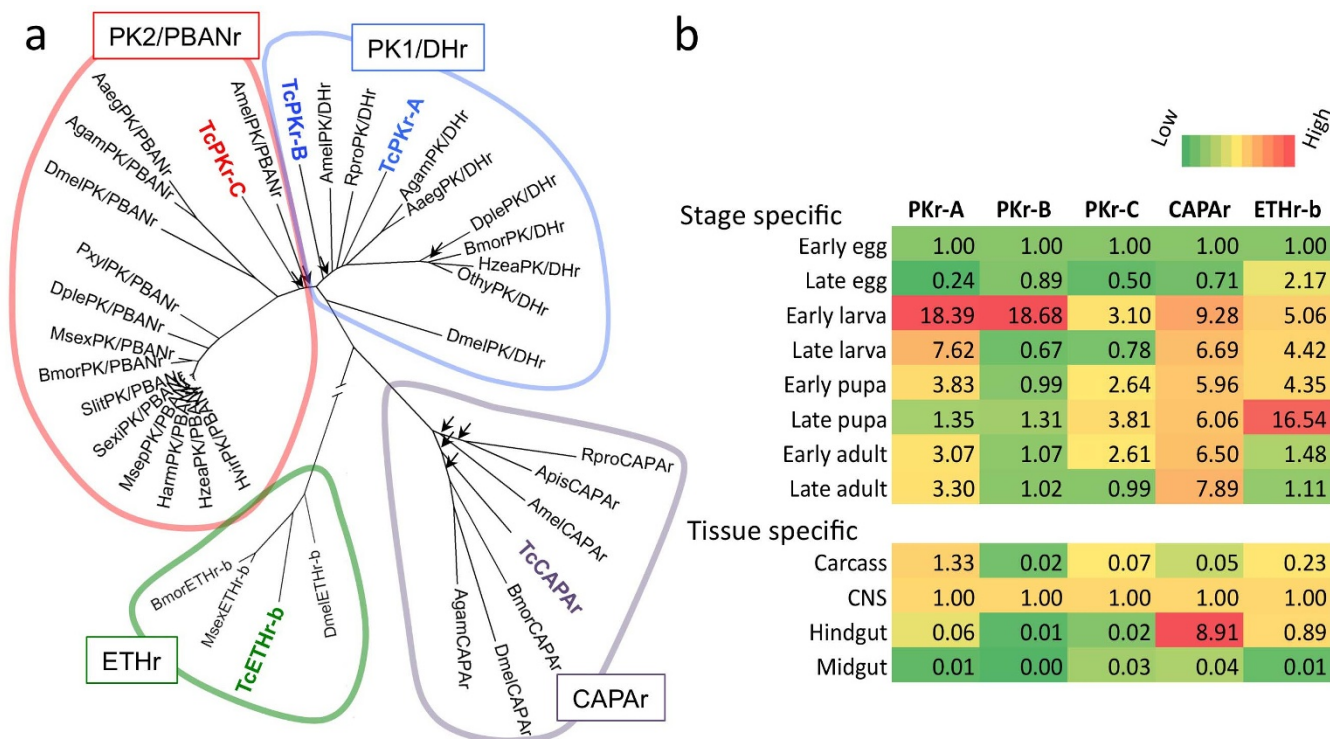 a
PK2/PBANr
PK1/DHr
AaegPK/PBANr
AgamPK/PBANr
DmelPK/PBANr
TcPKr-C
AmelPK/PBANr
TcPKr-B
AmelPK/DHr
RproPK/DHr
TcPKr-A
AgamPK/DHr
AaegPK/DHr
DplePK/DHr
BmorPK/DHr
HzeaPK/DHr
OthyPK/DHr
DmelPK/DHr
PxylPK/PBANr
DplePK/PBANr
MsexPK/PBANr
BmorPK/PBANr
SlitPK/PBANr
SexiPK/PBANr
MsepPK/PBANr
HarmPK/PBANr
HzeaPK/PBANr
HvirPK/PBANr
BmorETHr-b
MsexETHr-b
TcETHr-b
DmelETHr-b
ETHr
RproCAPAr
ApisCAPAr
AmelCAPAr
TcCAPAr
BmorCAPAr
DmelCAPAr
AgamCAPAr
CAPAr
b
Low High
Stage specific PKr-A PKr-B PKr-C CAPAr ETHr-b
Early egg 1.00 1.00 1.00 1.00 1.00
Late egg 0.24 0.89 0.50 0.71 2.17
Early larva 18.39 18.68 3.10 9.28 5.06
Late larva 7.62 0.67 0.78 6.69 4.42
Early pupa 3.83 0.99 2.64 5.96 4.35
Late pupa 1.35 1.31 3.81 6.06 16.54
Early adult 3.07 1.07 2.61 6.50 1.48
Late adult 3.30 1.02 0.99 7.89 1.11
Tissue specific
Carcass 1.33 0.02 0.07 0.05 0.23
CNS 1.00 1.00 1.00 1.00 1.00
Hindgut 0.06 0.01 0.02 8.91 0.89
Midgut 0.01 0.00 0.03 0.04 0.01